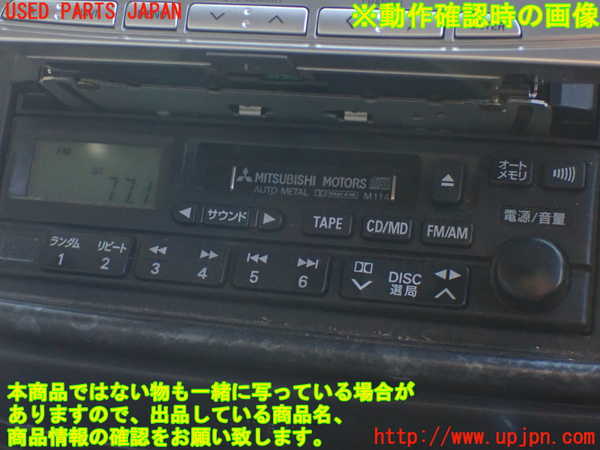 USED PARTS JAPAN
※動作確認時の画像
MITSUBISHI MOTORS
AUTO METAL
オート
メモリ
77.1
サウンド
TAPE
CD/MD
FM/AM
電源/音量
ランダム
リピート
1
2
3
4
5
6
DISC
選局
本商品ではない物も一緒に写っている場合が
ありますので、出品している商品名、
商品情報の確認をお願い致します。
http://www.upjpn.com/